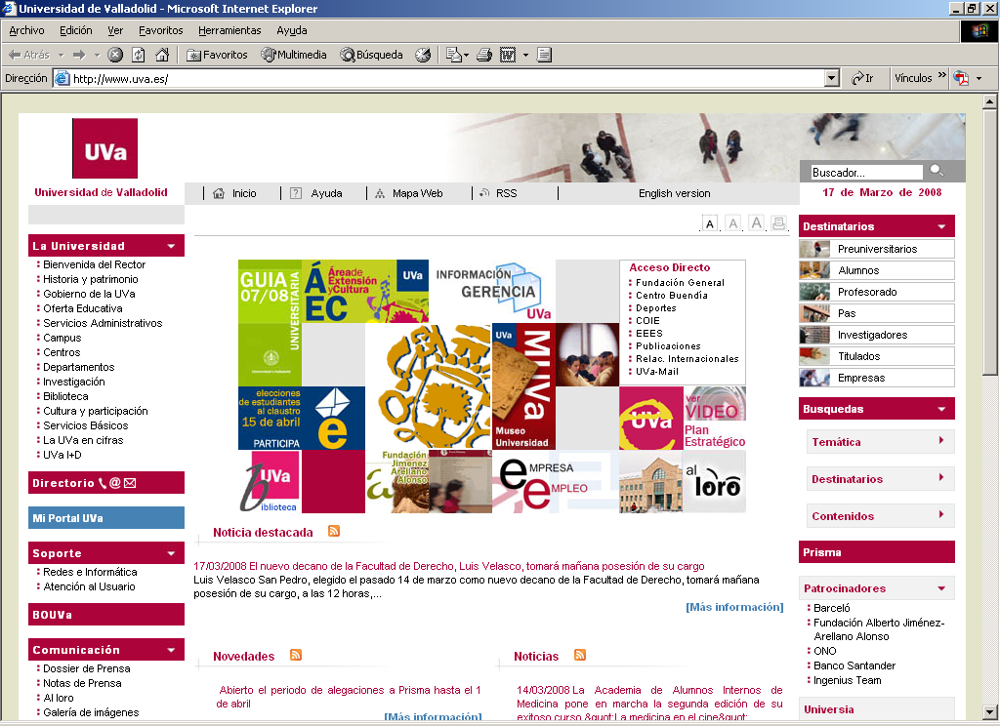 Universidad de Valladolid - Microsoft Internet Explorer
Archivo Edición Ver Favoritos Herramientas Ayuda
Atrás Favoritos Multimedia Búsqueda
Dirección http://www.uva.es/ Ir Vínculos
UVa
Universidad de Valladolid
Inicio Ayuda Mapa Web RSS English version
Buscador...
17 de Marzo de 2008
A A A
La Universidad
Bienvenida del Rector
Historia y patrimonio
Gobierno de la UVa
Oferta Educativa
Servicios Administrativos
Campus
Centros
Departamentos
Investigación
Biblioteca
Cultura y participación
Servicios Básicos
La UVa en cifras
UVa I+D
Directorio
Mi Portal UVa
Soporte
Redes e Informática
Atención al Usuario
BOUVa
Comunicación
Dossier de Prensa
Notas de Prensa
Al loro
Galería de imágenes
GUIA
07/08
UNIVERSITARIA
Área de
Extensión
y Cultura
ÁEC
UVa
INFORMACIÓN
GERENCIA
UVa
Acceso Directo
Fundación General
Centro Buendía
Deportes
COIE
EEES
Publicaciones
Relac. Internacionales
UVa-Mail
UVa
MUVa
Museo
Universidad
elecciones
de estudiantes
al claustro
15 de abril
PARTICIPA
e
UVa
ver
VIDEO
Plan
Estratégico
UVa
biblioteca
Fundación
Jiménez
Arellano
Alonso
a
EMPRESA
EMPLEO
al
loro
Noticia destacada
17/03/2008 El nuevo decano de la Facultad de Derecho, Luis Velasco, tomará mañana posesión de su cargo
Luis Velasco San Pedro, elegido el pasado 14 de marzo como nuevo decano de la Facultad de Derecho, tomará mañana
posesión de su cargo, a las 12 horas,...
[Más información]
Novedades
Abierto el periodo de alegaciones a Prisma hasta el 1
de abril
[Más información]
Noticias
14/03/2008 La Academia de Alumnos Internos de
Medicina pone en marcha la segunda edición de su
exitoso curso &quot;La medicina en el cine&quot;
Destinatarios
Preuniversitarios
Alumnos
Profesorado
Pas
Investigadores
Titulados
Empresas
Busquedas
Temática
Destinatarios
Contenidos
Prisma
Patrocinadores
Barceló
Fundación Alberto Jiménez-
Arellano Alonso
ONO
Banco Santander
Ingenius Team
Universia